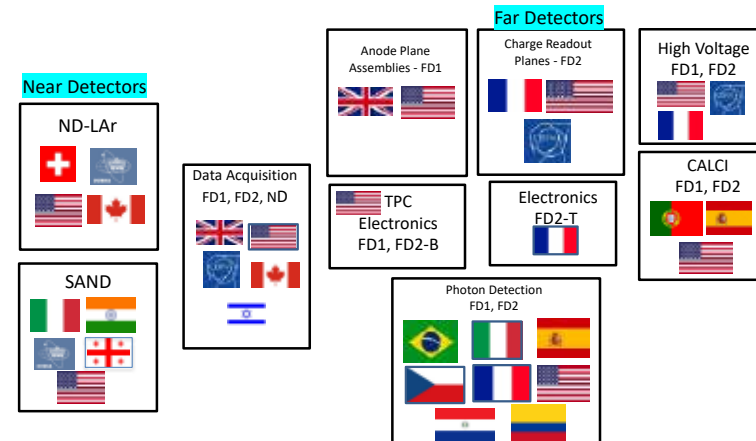 Far Detectors
Near Detectors
ND-LAr
SAND
Data Acquisition
FD1, FD2, ND
Anode Plane
Assemblies - FD1
Charge Readout
Planes - FD2
High Voltage
FD1, FD2
TPC
Electronics
FD1, FD2-B
Electronics
FD2-T
CALCI
FD1, FD2
Photon Detection
FD1, FD2